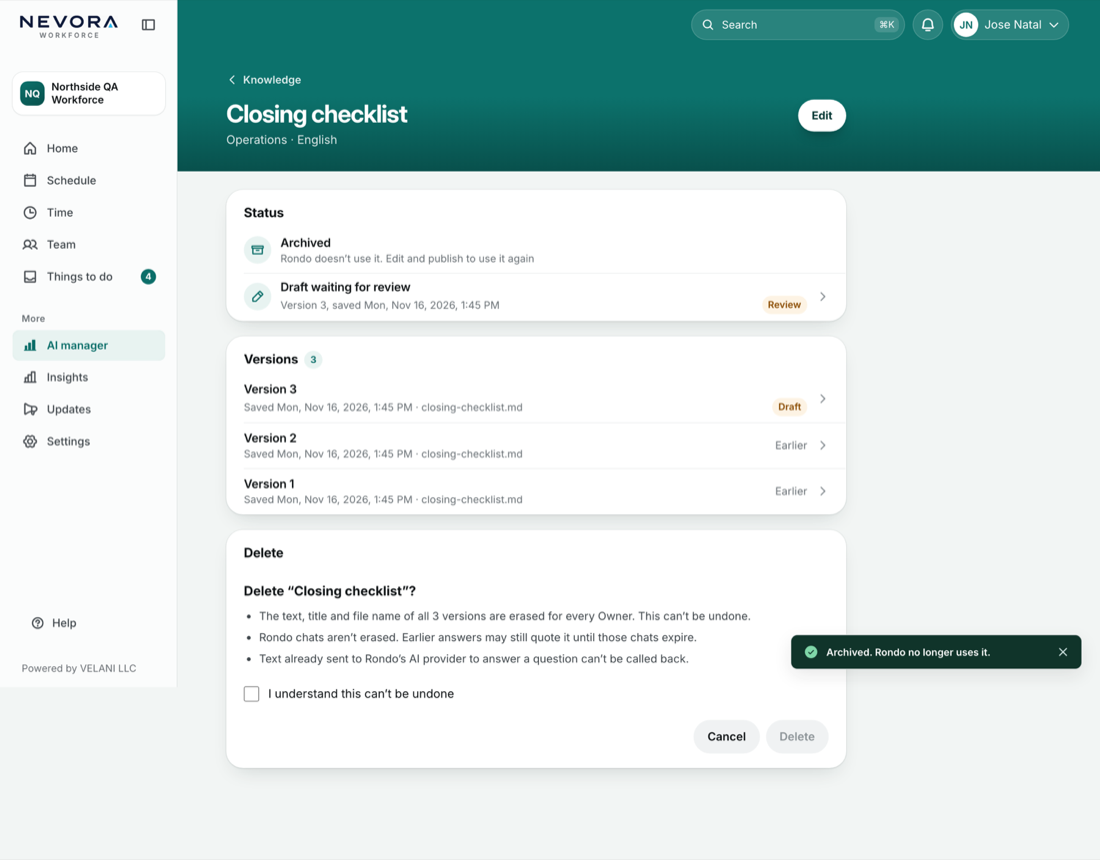 NEVORA
WORKFORCE
Search
⌘K
JN
Jose Natal
NQ
Northside QA
Workforce
Home
Schedule
Time
Team
Things to do
4
More
AI manager
Insights
Updates
Settings
Help
Powered by VELANI LLC
Knowledge
Closing checklist
Operations · English
Edit
Status
Archived
Rondo doesn’t use it. Edit and publish to use it again
Draft waiting for review
Version 3, saved Mon, Nov 16, 2026, 1:45 PM
Review
Versions 3
Version 3
Saved Mon, Nov 16, 2026, 1:45 PM · closing-checklist.md
Draft
Version 2
Saved Mon, Nov 16, 2026, 1:45 PM · closing-checklist.md
Earlier
Version 1
Saved Mon, Nov 16, 2026, 1:45 PM · closing-checklist.md
Earlier
Delete
Delete “Closing checklist”?
• The text, title and file name of all 3 versions are erased for every Owner. This can’t be undone.
• Rondo chats aren’t erased. Earlier answers may still quote it until those chats expire.
• Text already sent to Rondo’s AI provider to answer a question can’t be called back.
I understand this can’t be undone
Cancel
Delete
Archived. Rondo no longer uses it.